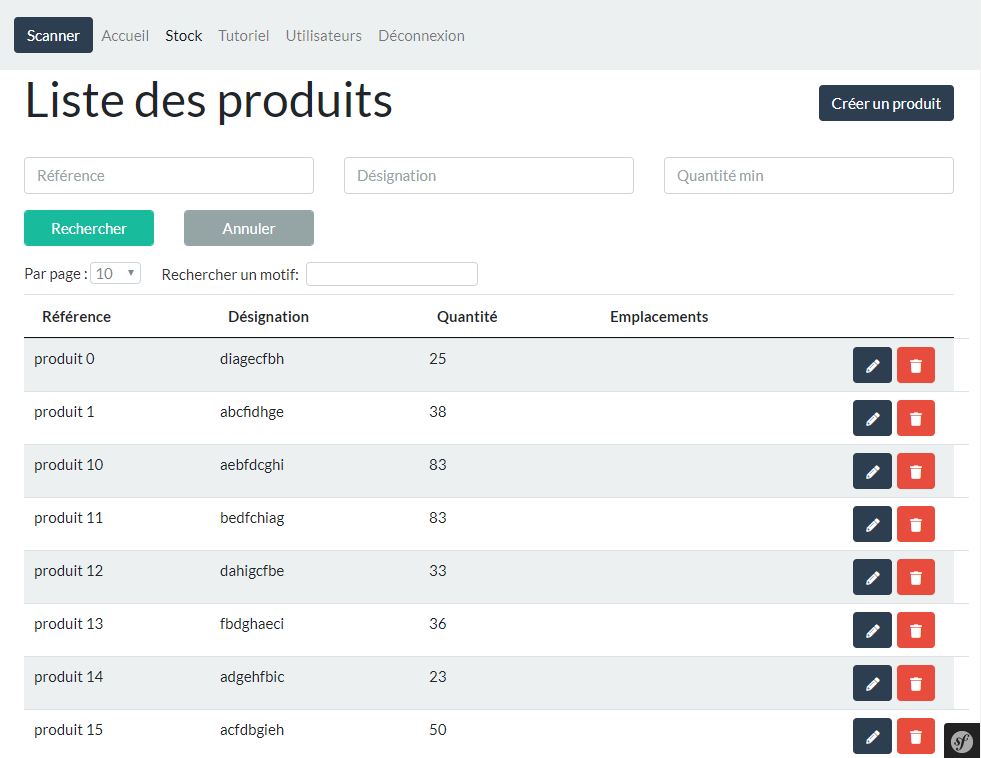 Scanner Accueil Stock Tutoriel Utilisateurs Déconnexion
Liste des produits
Créer un produit
Référence Désignation Quantité min
Rechercher Annuler
Par page : 10 Rechercher un motif:
Référence Désignation Quantité Emplacements
produit 0 diagecfbh 25
produit 1 abcfidhge 38
produit 10 aebfdcghi 83
produit 11 bedfchiag 83
produit 12 dahigcfbe 33
produit 13 fbdghaeci 36
produit 14 adgehfbic 23
produit 15 acfdbgieh 50
sf